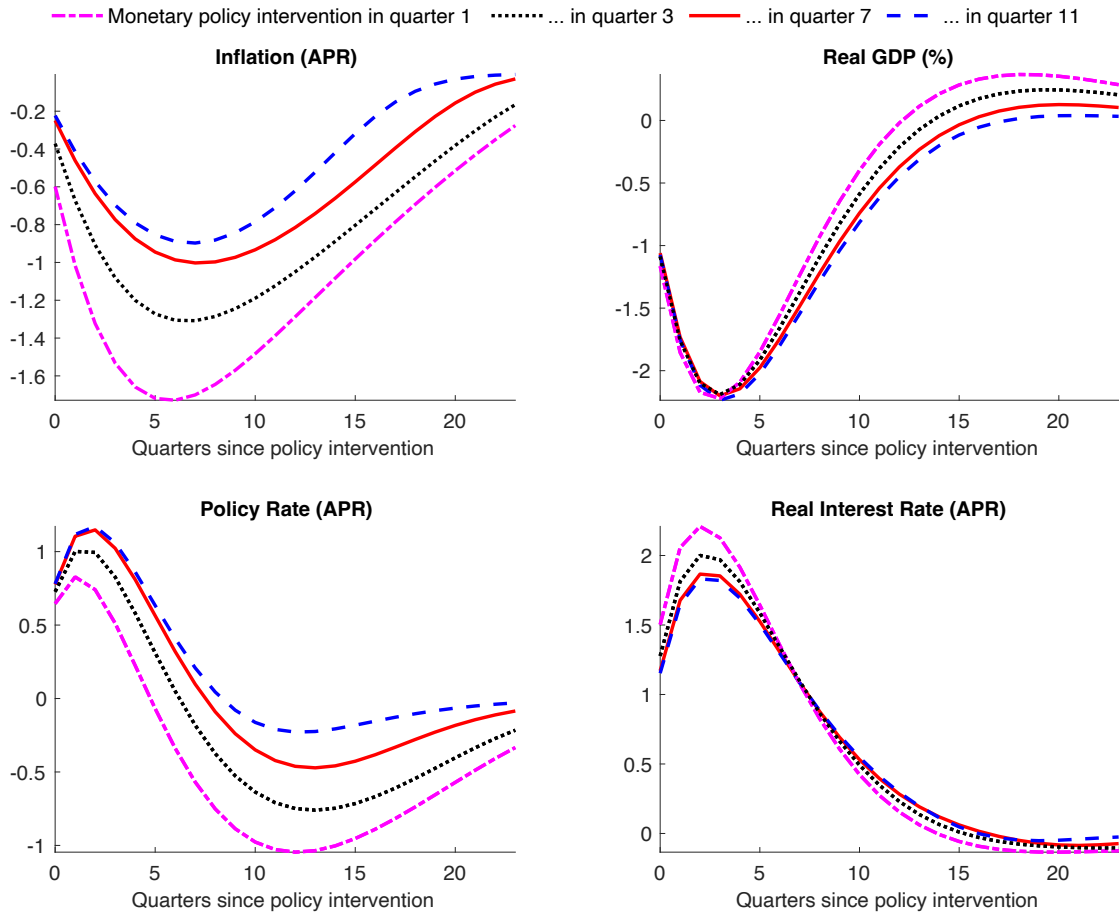 Monetary policy intervention in quarter 1 ... in quarter 3 ... in quarter 7 ... in quarter 11
Inflation (APR)
-0.2
-0.4
-0.6
-0.8
-1
-1.2
-1.4
-1.6
0 5 10 15 20
Quarters since policy intervention
Real GDP (%)
0
-0.5
-1
-1.5
-2
0 5 10 15 20
Quarters since policy intervention
Policy Rate (APR)
1
0.5
0
-0.5
-1
0 5 10 15 20
Quarters since policy intervention
Real Interest Rate (APR)
2
1.5
1
0.5
0
0 5 10 15 20
Quarters since policy intervention